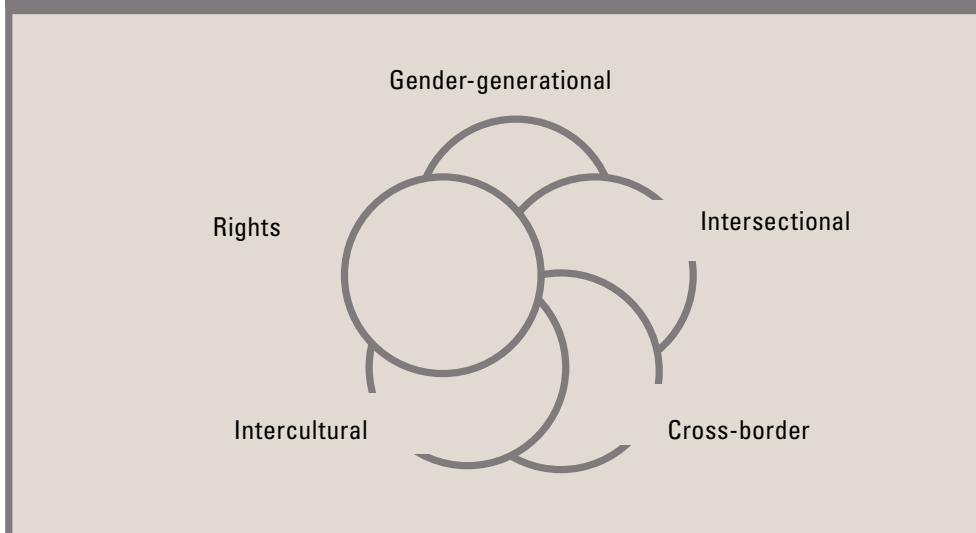 Gender-generational
Rights
Intersectional
Intercultural
Cross-border